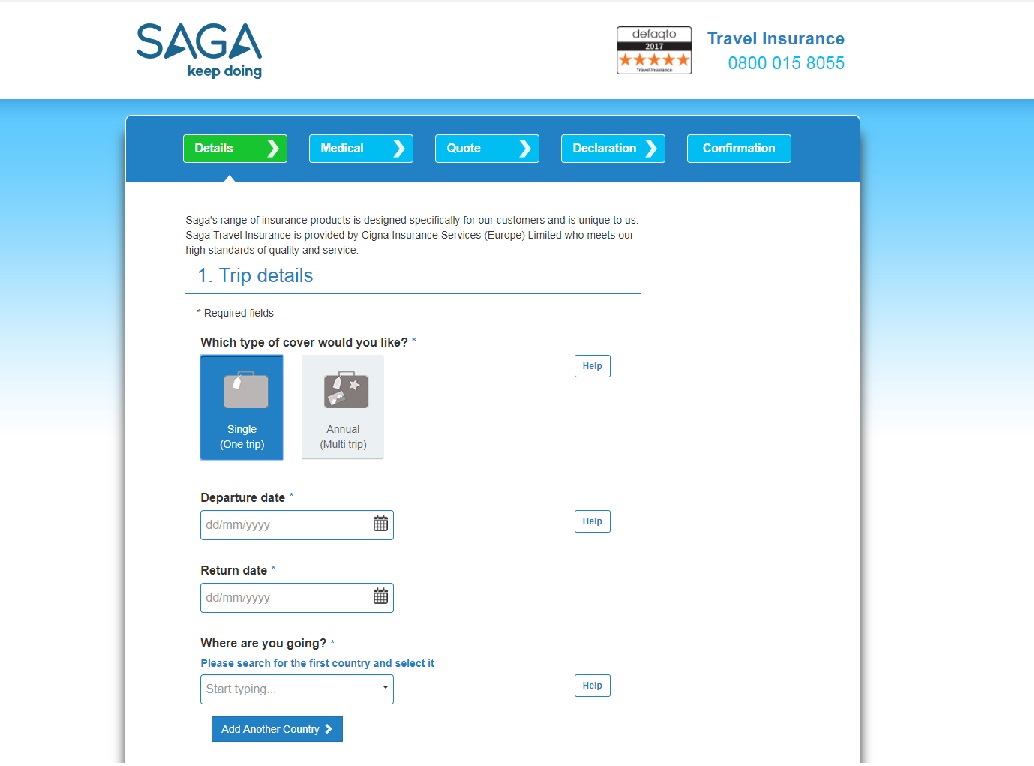 SAGA
keep doing
defaqto
2017
Travel Insurance
Travel Insurance
0800 015 8055
Details
Medical
Quote
Declaration
Confirmation
Saga's range of insurance products is designed specifically for our customers and is unique to us.
Saga Travel Insurance is provided by Cigna Insurance Services (Europe) Limited who meets our
high standards of quality and service.
1. Trip details
* Required fields
Which type of cover would you like? *
Help
Single
(One trip)
Annual
(Multi trip)
Departure date *
dd/mm/yyyy
Help
Return date *
dd/mm/yyyy
Where are you going? *
Please search for the first country and select it
Start typing...
Help
Add Another Country